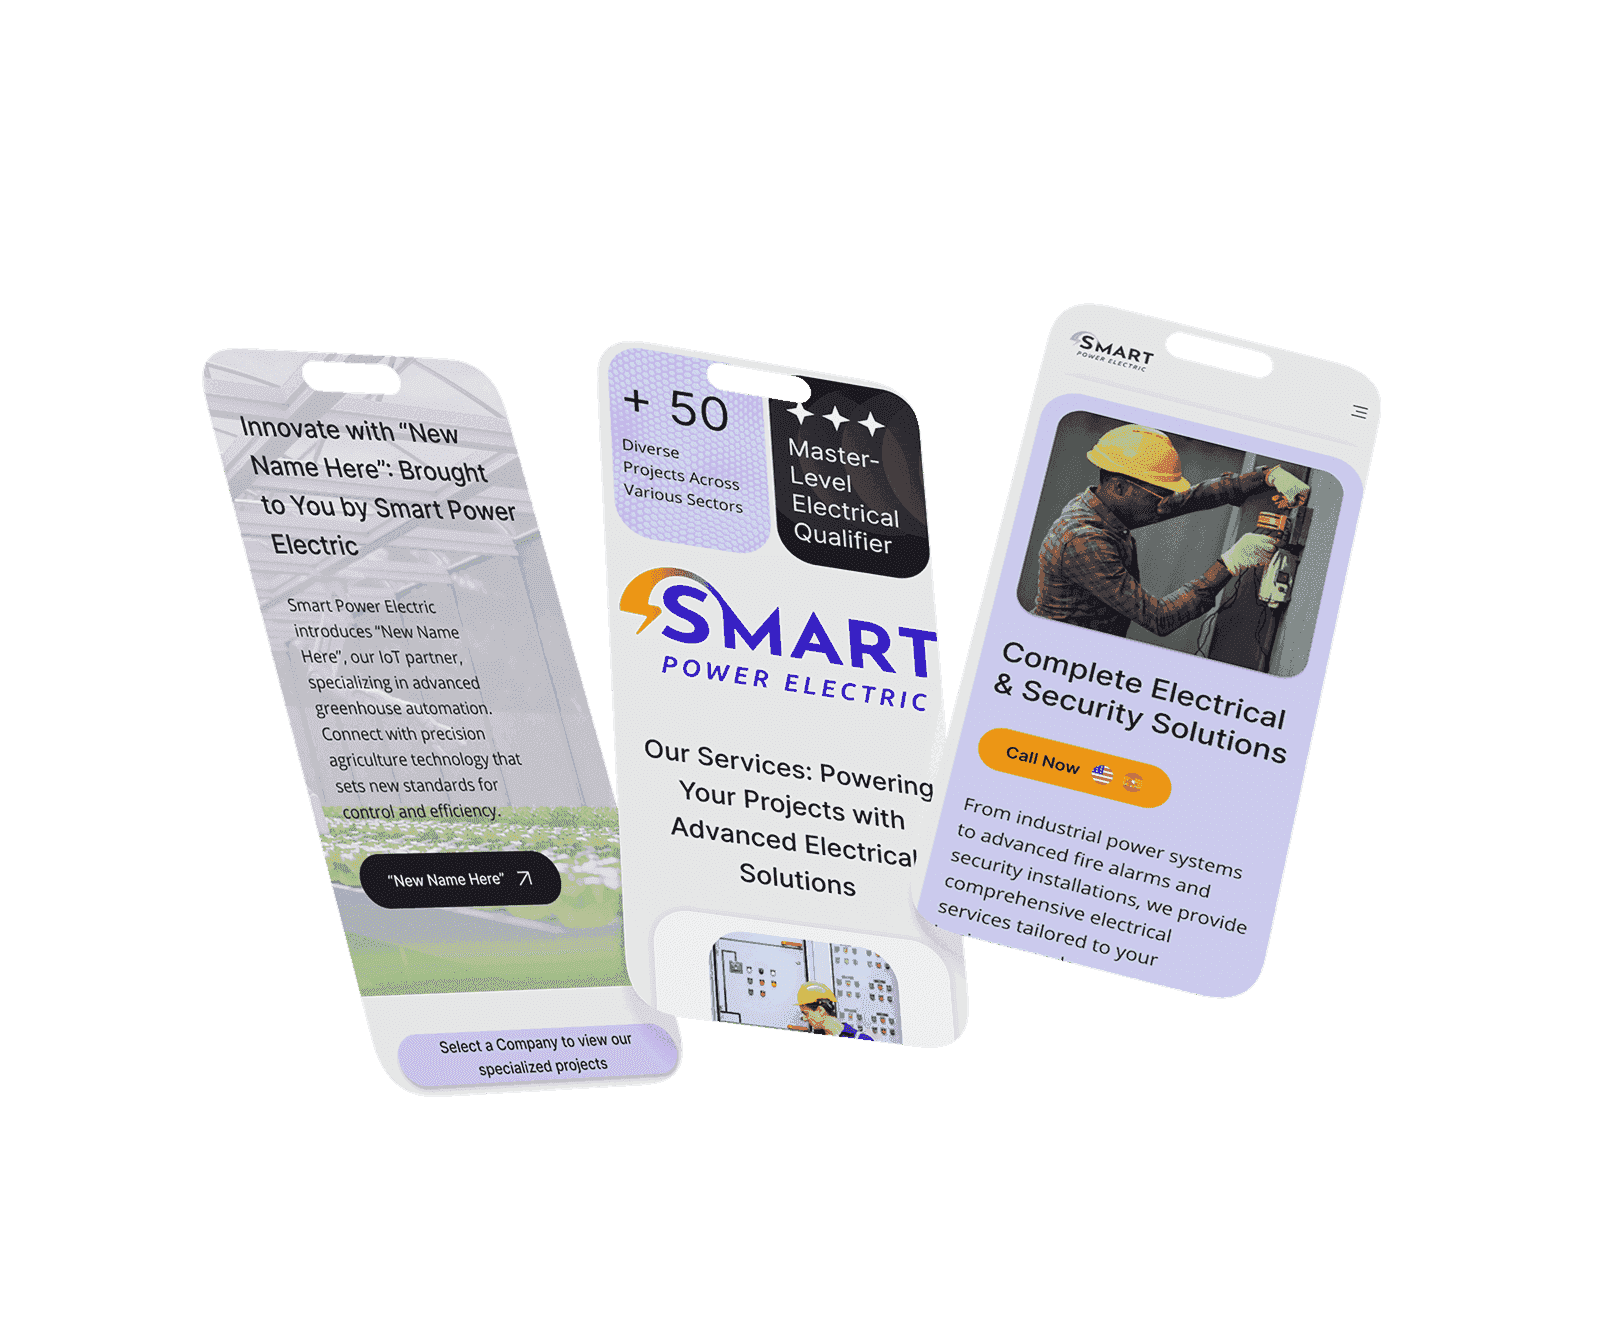 Innovate with “New
Name Here”: Brought
to You by Smart Power
Electric
Smart Power Electric
introduces “New Name
Here”, our IoT partner,
specializing in advanced
greenhouse automation.
Connect with precision
agriculture technology that
sets new standards for
control and efficiency.
“New Name Here”
Select a Company to view our
specialized projects
+ 50
Diverse
Projects Across
Various Sectors
Master-
Level
Electrical
Qualifier
SMART
POWER ELECTRIC
Our Services: Powering
Your Projects with
Advanced Electrical
Solutions
SMART
POWER ELECTRIC
Complete Electrical
& Security Solutions
Call Now
From industrial power systems
to advanced fire alarms and
security installations, we provide
comprehensive electrical
services tailored to your